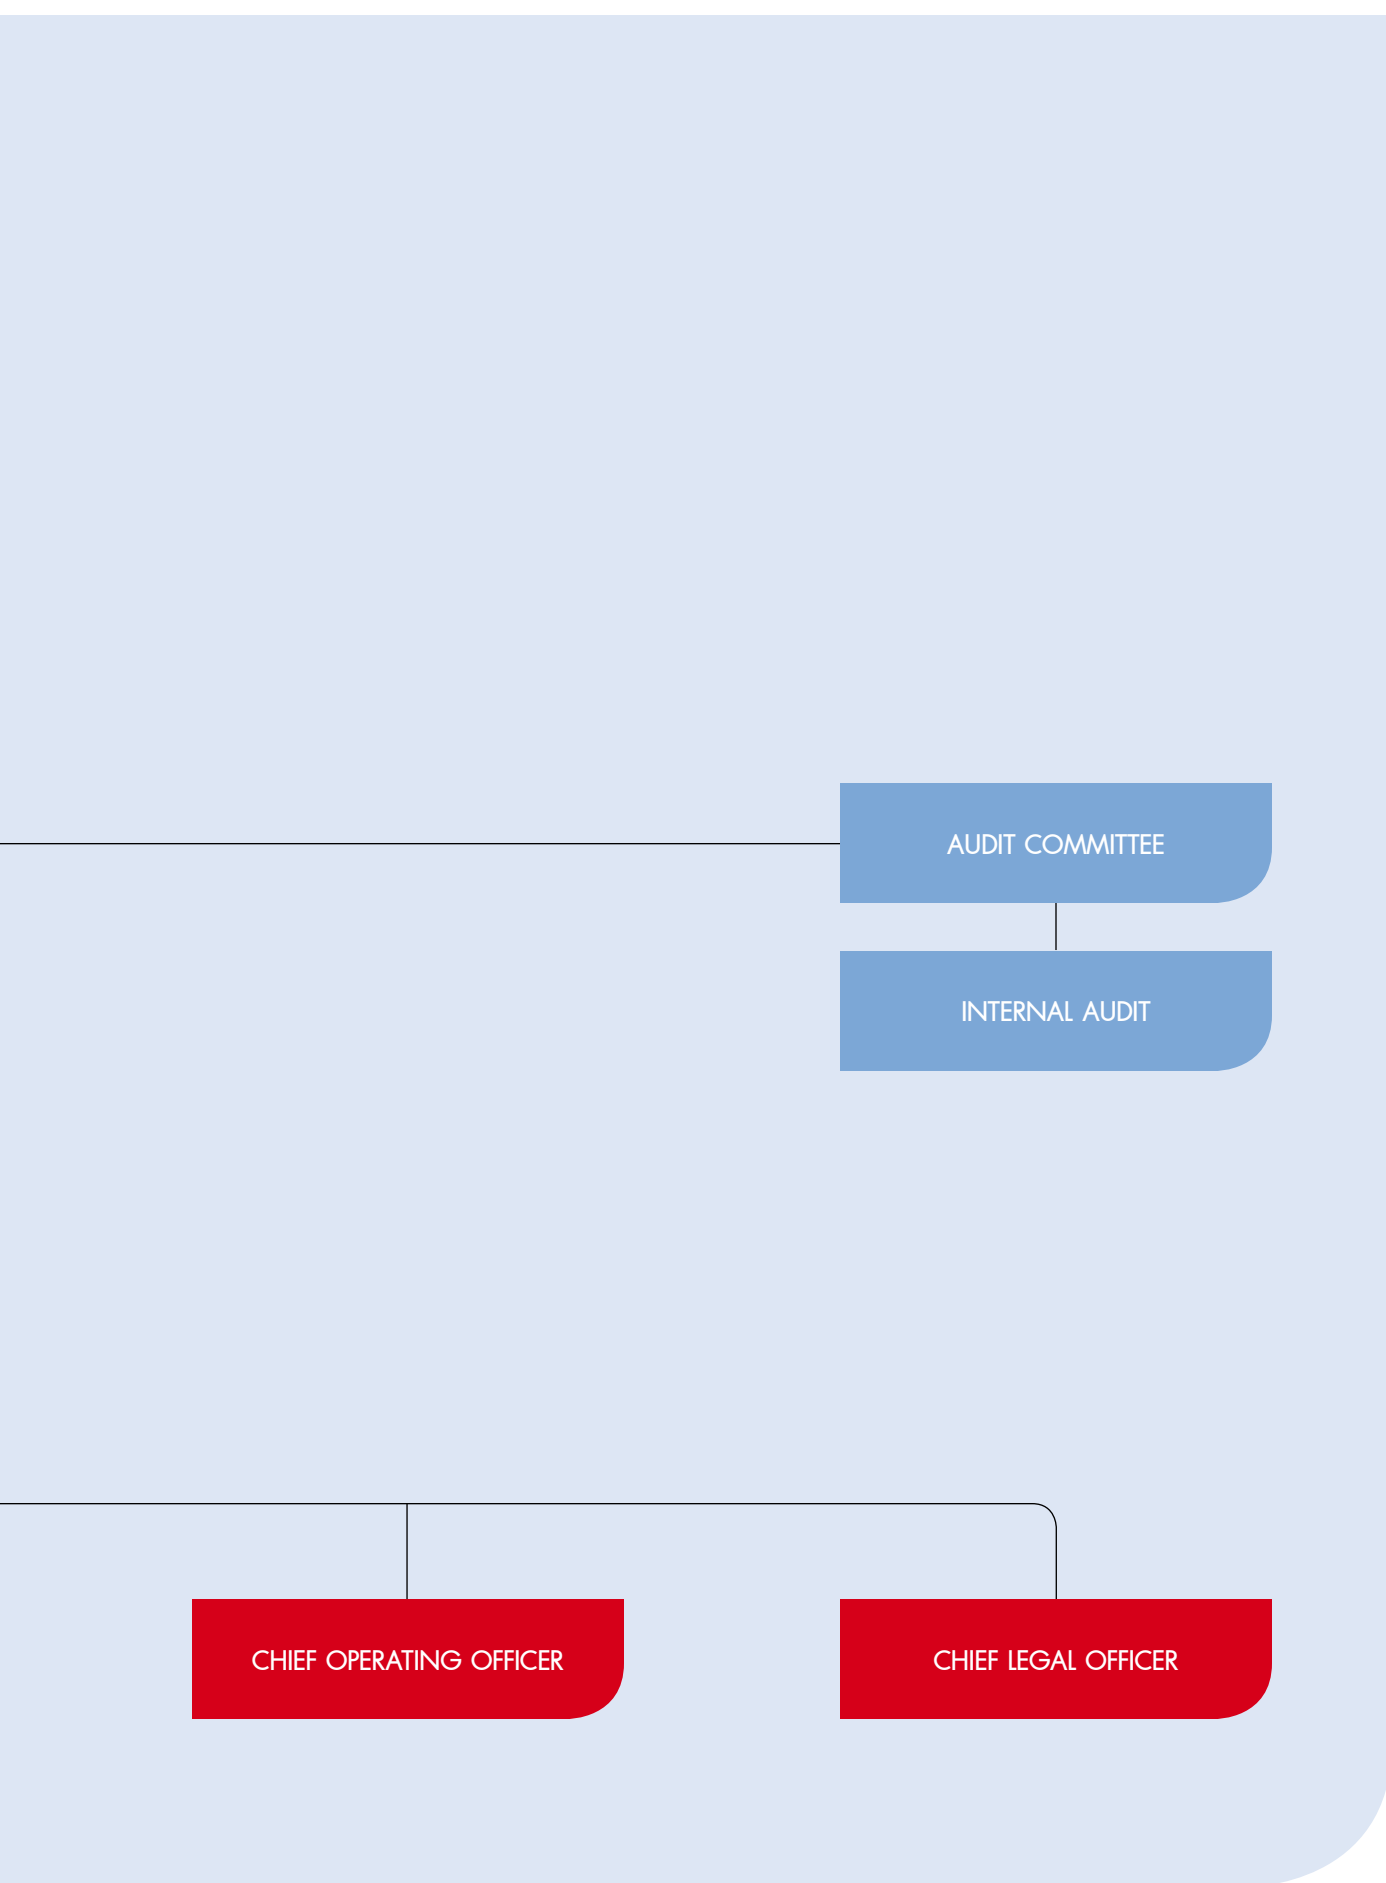 AUDIT COMMITTEE
INTERNAL AUDIT
CHIEF OPERATING OFFICER
CHIEF LEGAL OFFICER